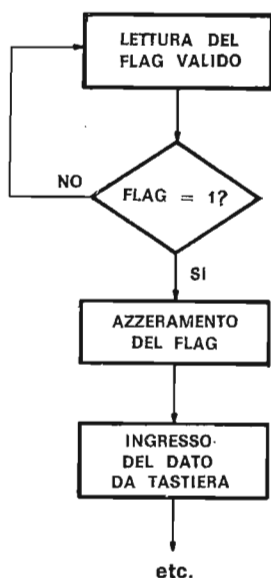 LETTURA DEL
FLAG VALIDO
FLAG = 1?
NO
SI
AZZERAMENTO
DEL FLAG
INGRESSO
DEL DATO
DA TASTIERA
etc.